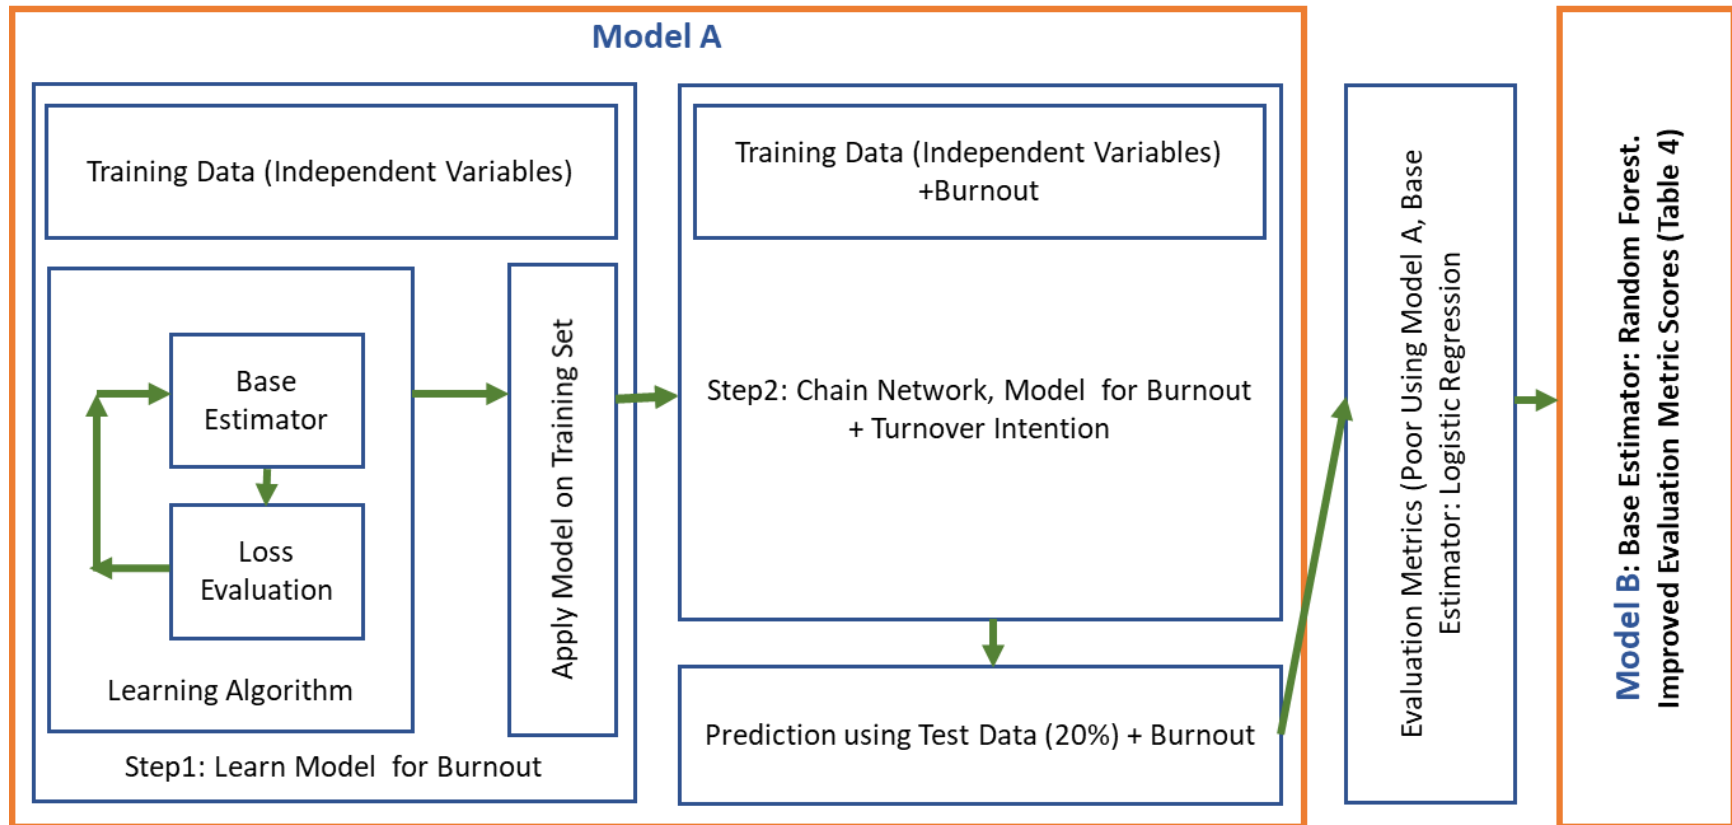 Model A
Training Data (Independent Variables)
Base
Estimator
Loss
Evaluation
Learning Algorithm
Apply Model on Training Set
Step1: Learn Model for Burnout
Training Data (Independent Variables)
+Burnout
Step2: Chain Network, Model for Burnout
+ Turnover Intention
Prediction using Test Data (20%) + Burnout
Evaluation Metrics (Poor Using Model A, Base
Estimator: Logistic Regression
Model B: Base Estimator: Random Forest.
Improved Evaluation Metric Scores (Table 4)